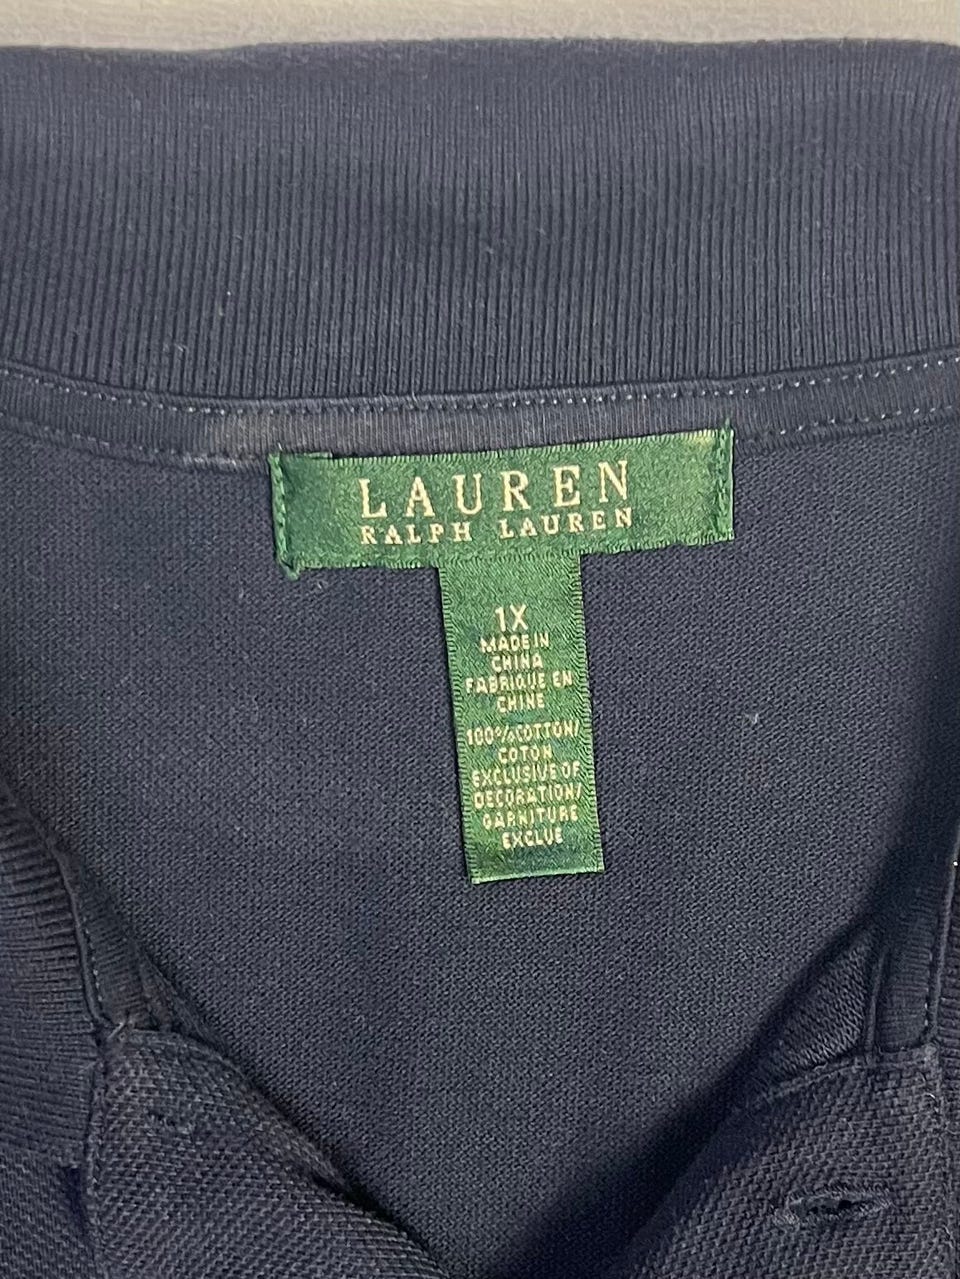 LAUREN
RALPH LAUREN
1X
MADE IN
CHINA
FABRIQUE EN
CHINE
100% COTTON/
COTON
EXCLUSIVE OF
DECORATION/
GARNITURE
EXCLUE